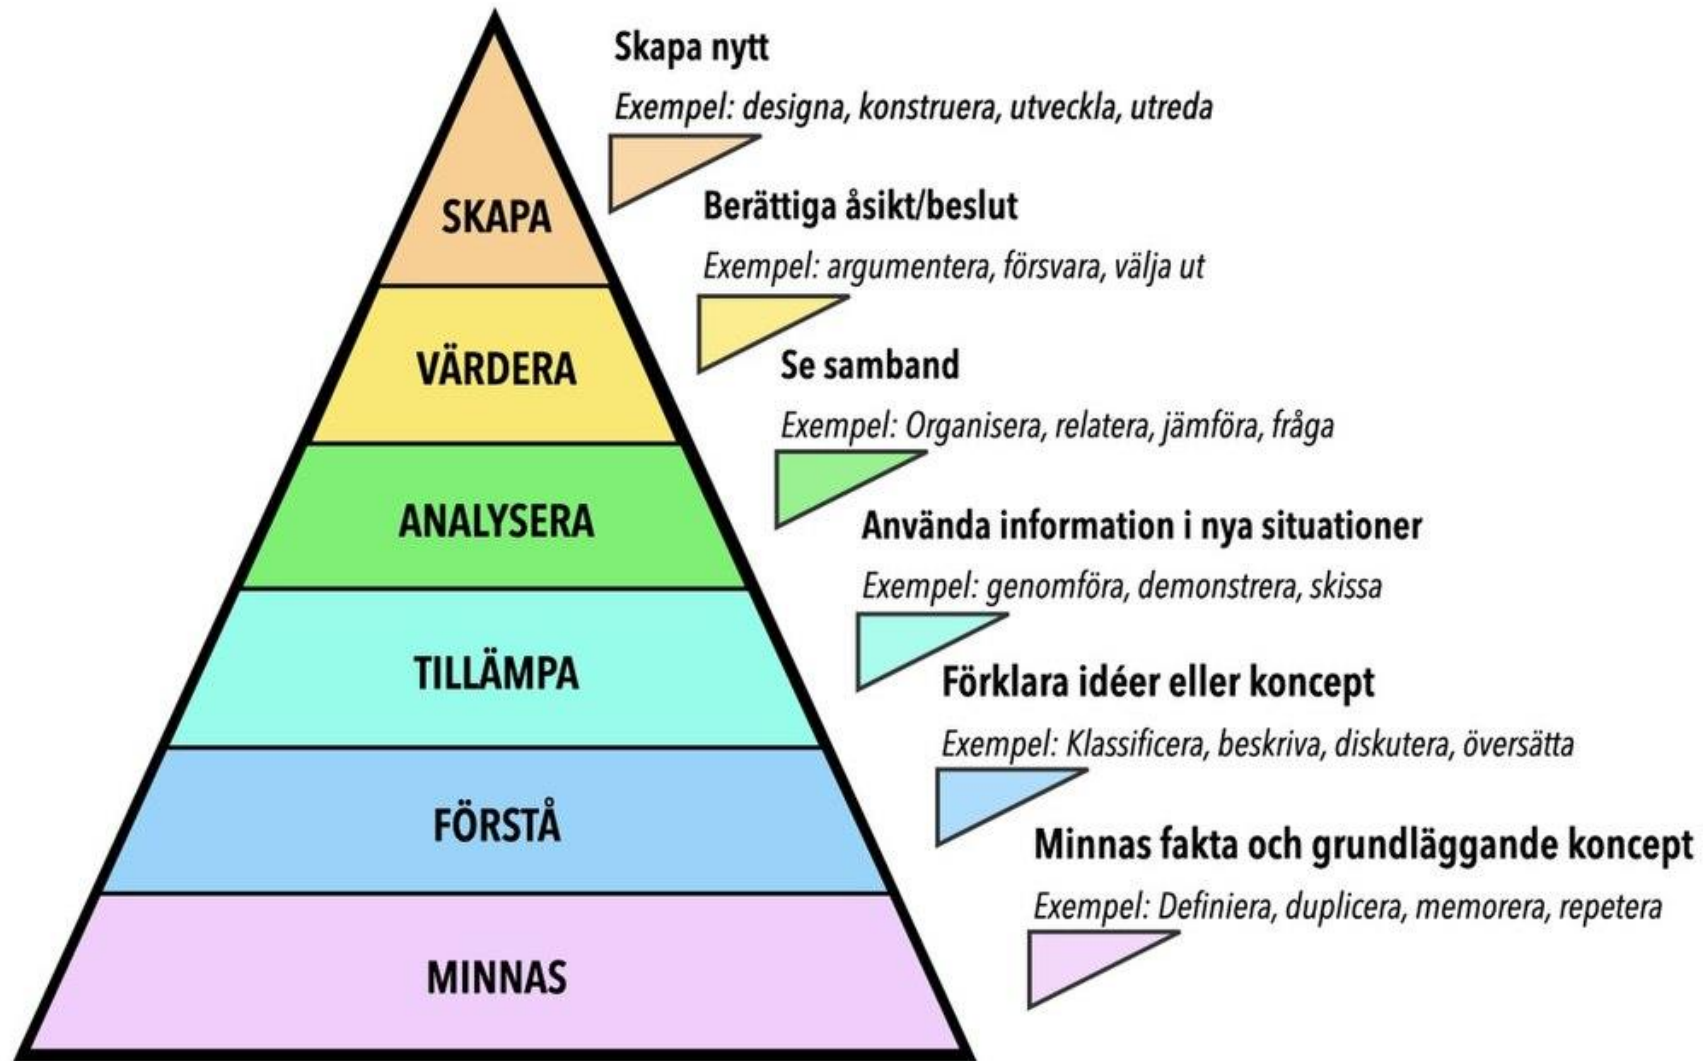 Skapa nytt
Exempel: designa, konstruera, utveckla, utreda
SKAPA
Berättiga åsikt/beslut
Exempel: argumentera, försvara, välja ut
VÄRDERA
Se samband
Exempel: Organisera, relatera, jämföra, fråga
ANALYSERA
Använda information i nya situationer
Exempel: genomföra, demonstrera, skissa
TILLÄMPA
Förklara idéer eller koncept
Exempel: Klassificera, beskriva, diskutera, översätta
FÖRSTÅ
Minnas fakta och grundläggande koncept
Exempel: Definiera, duplicera, memorera, repetera
MINNAS